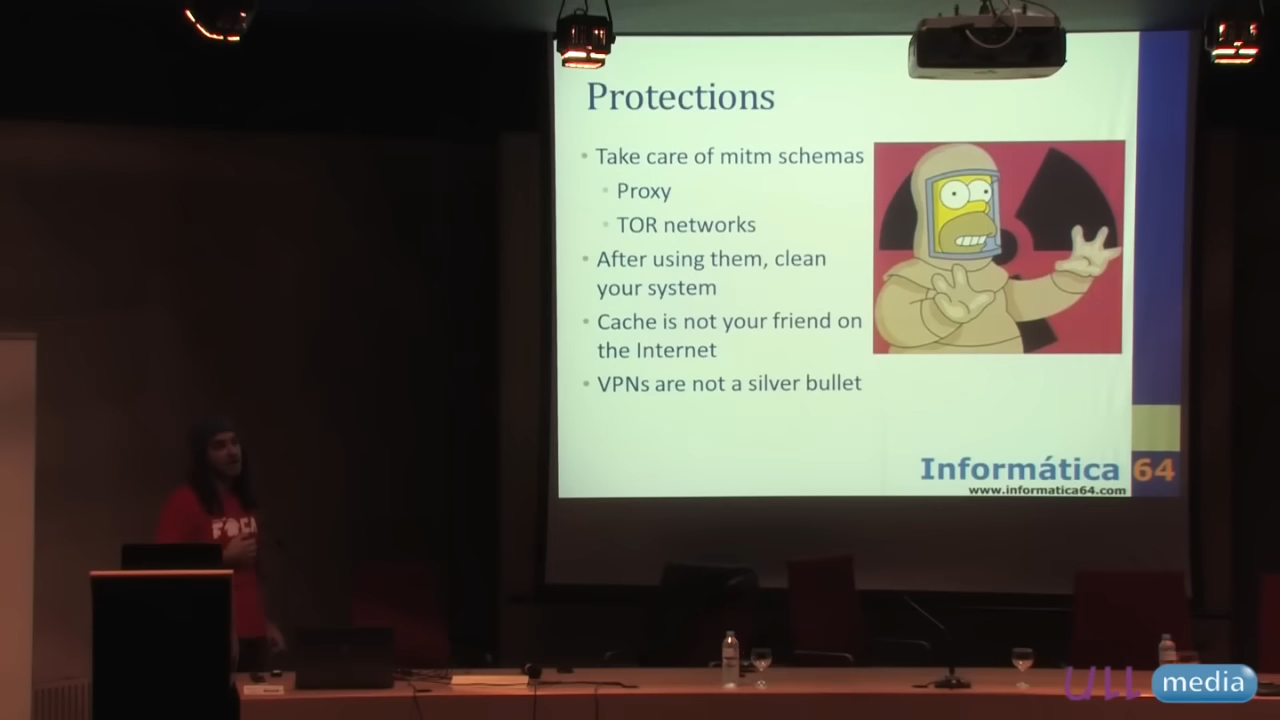 Protections
• Take care of mitm schemas
• Proxy
• TOR networks
• After using them, clean
your system
• Cache is not your friend on
the Internet
• VPNs are not a silver bullet
Informática 64
www.informatica64.com
FOCA
ULL media